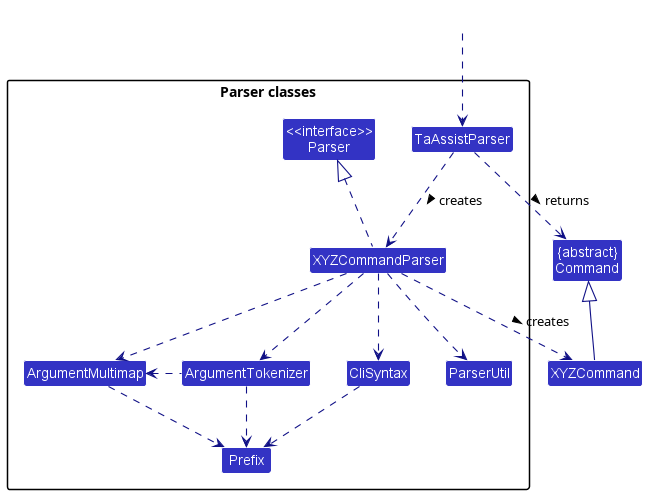 Parser classes
<<interface>>
Parser
TaAssistParser
creates
returns
XYZCommandParser
{abstract}
Command
creates
ArgumentMultimap
ArgumentTokenizer
CliSyntax
ParserUtil
XYZCommand
Prefix